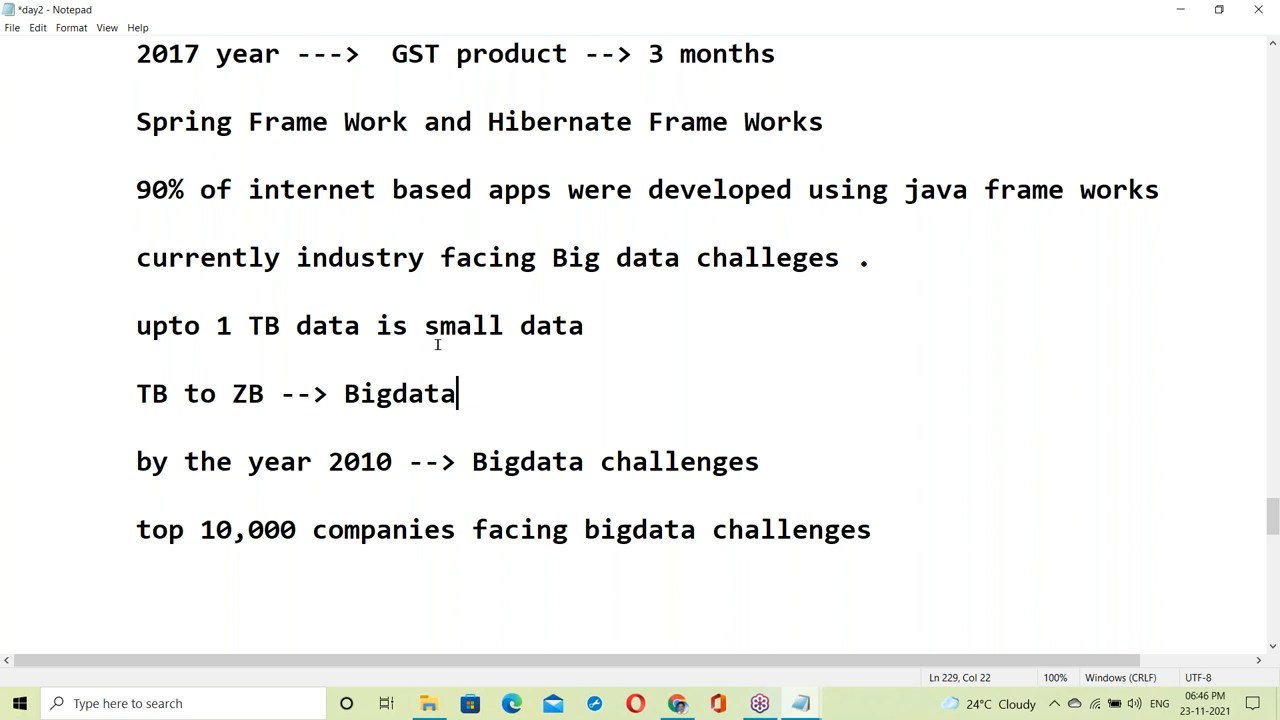 *day2 - Notepad
File Edit Format View Help
2017 year ---> GST product --> 3 months
Spring Frame Work and Hibernate Frame Works
90% of internet based apps were developed using java frame works
currently industry facing Big data challeges .
upto 1 TB data is small data
TB to ZB --> Bigdata
by the year 2010 --> Bigdata challenges
top 10,000 companies facing bigdata challenges
Ln 229, Col 22 100% Windows (CRLF) UTF-8
Type here to search 24°C Cloudy ENG 06:46 PM
23-11-2021